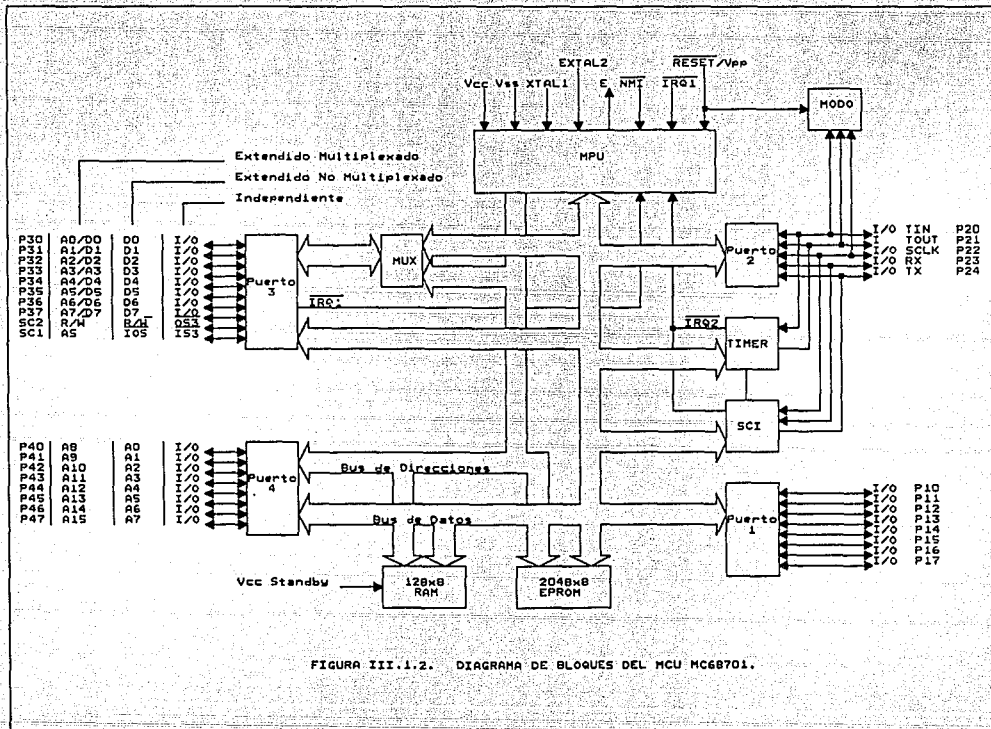 EXTAL2 RESET/Vpp
Vcc Vss XTAL1 E NMI IRQ1
MODO
MPU
Extendido Multiplexado
Extendido No Multiplexado
Independiente
P30 A0/D0 D0 I/O
P31 A1/D1 D1 I/O
P32 A2/D2 D2 I/O
P33 A3/A3 D3 I/O
P34 A4/D4 D4 I/O
P35 A5/D5 D5 I/O
P36 A6/D6 D6 I/O
P37 A7/D7 D7 I/O
SC2 R/W R/W OS3
SC1 AS IOS IS3
Puerto
3
MUX
IRQ1
Puerto
2
I/O TIN P20
I TOUT P21
I/O SCLK P22
I/O RX P23
I/O TX P24
IRQ2
TIMER
SCI
P40 A8 A0 I/O
P41 A9 A1 I/O
P42 A10 A2 I/O
P43 A11 A3 I/O
P44 A12 A4 I/O
P45 A13 A5 I/O
P46 A14 A6 I/O
P47 A15 A7 I/O
Puerto
4
Bus de Direcciones
Bus de Datos
Puerto
1
I/O P10
I/O P11
I/O P12
I/O P13
I/O P14
I/O P15
I/O P16
I/O P17
Vcc Standby
128x8
RAM
2048x8
EPROM
FIGURA III.1.2. DIAGRAMA DE BLOQUES DEL MCU MC68701.